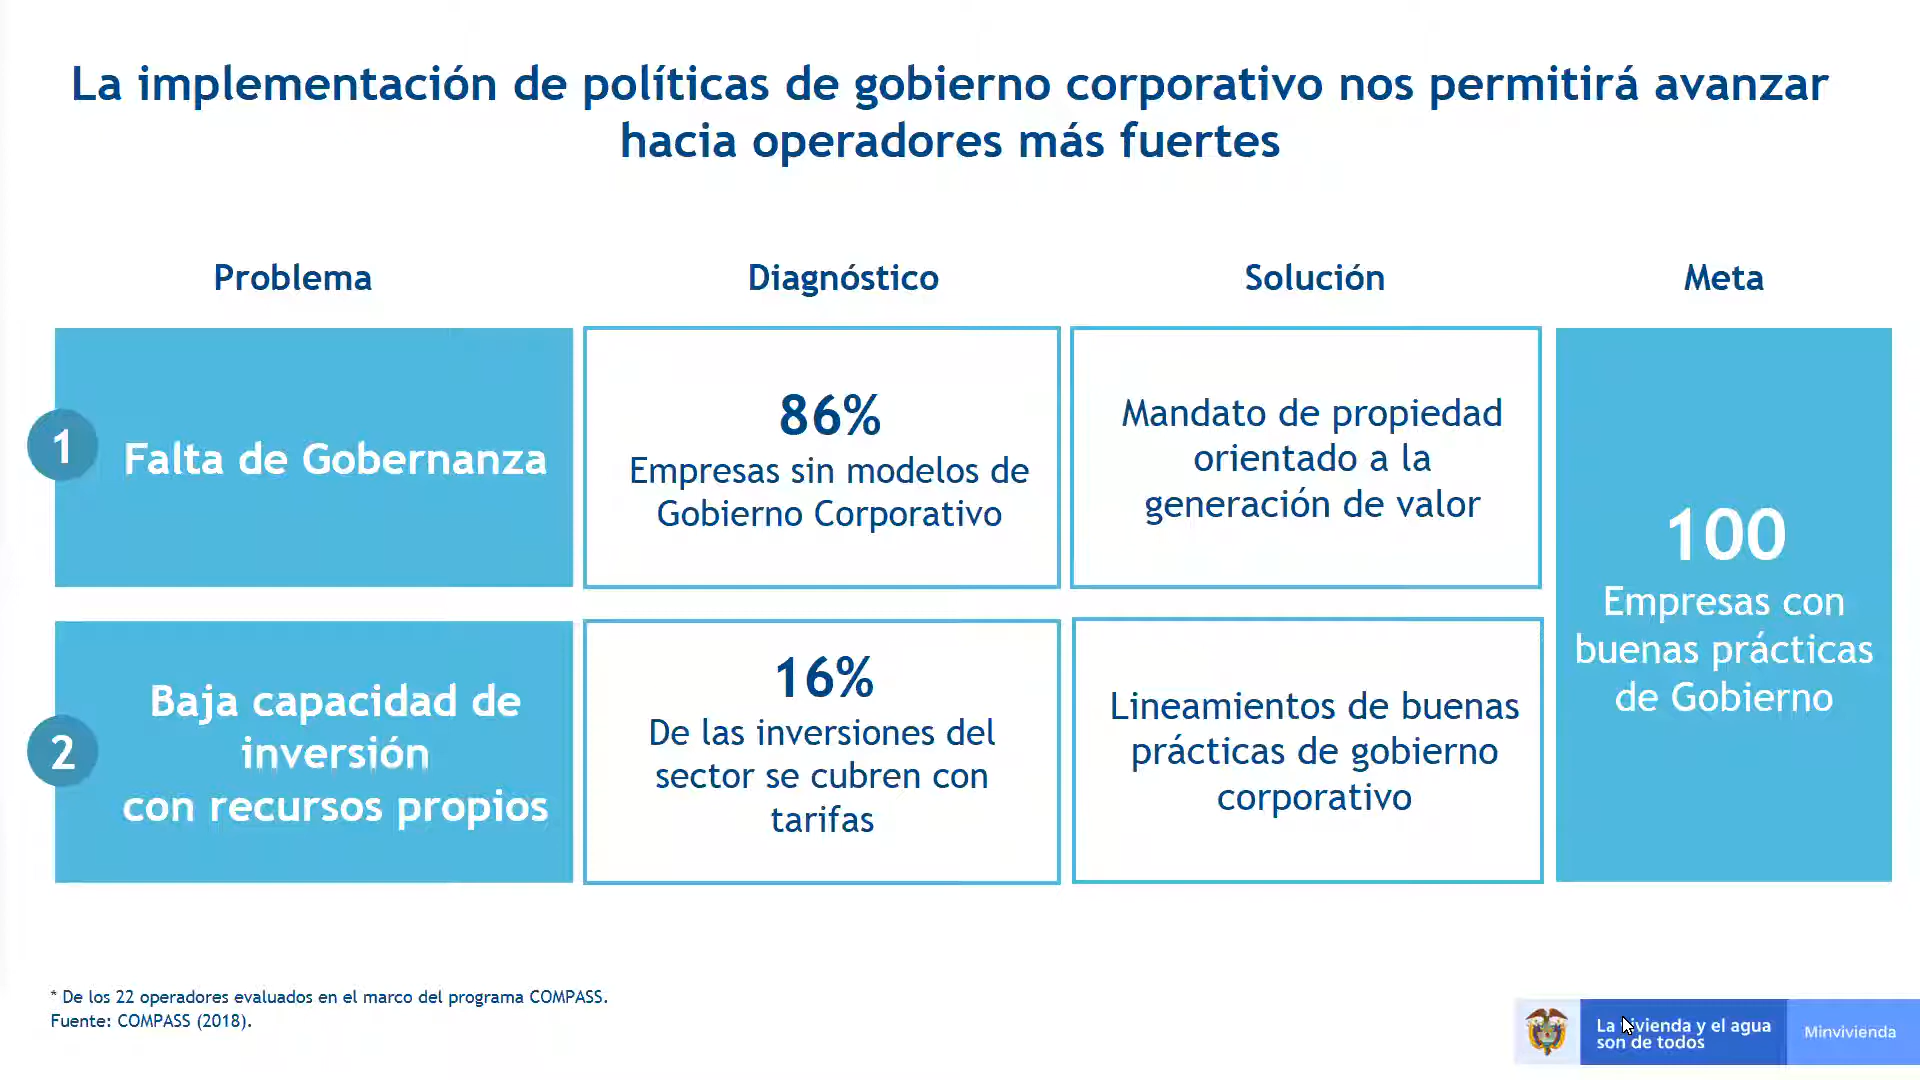 La implementación de políticas de gobierno corporativo nos permitirá avanzar
hacia operadores más fuertes
Problema
Diagnóstico
Solución
Meta
1
Falta de Gobernanza
86%
Empresas sin modelos de
Gobierno Corporativo
Mandato de propiedad
orientado a la
generación de valor
2
Baja capacidad de
inversión
con recursos propios
16%
De las inversiones del
sector se cubren con
tarifas
Lineamientos de buenas
prácticas de gobierno
corporativo
100
Empresas con
buenas prácticas
de Gobierno
* De los 22 operadores evaluados en el marco del programa COMPASS.
Fuente: COMPASS (2018).
La vivienda y el agua
son de todos
Minvivienda